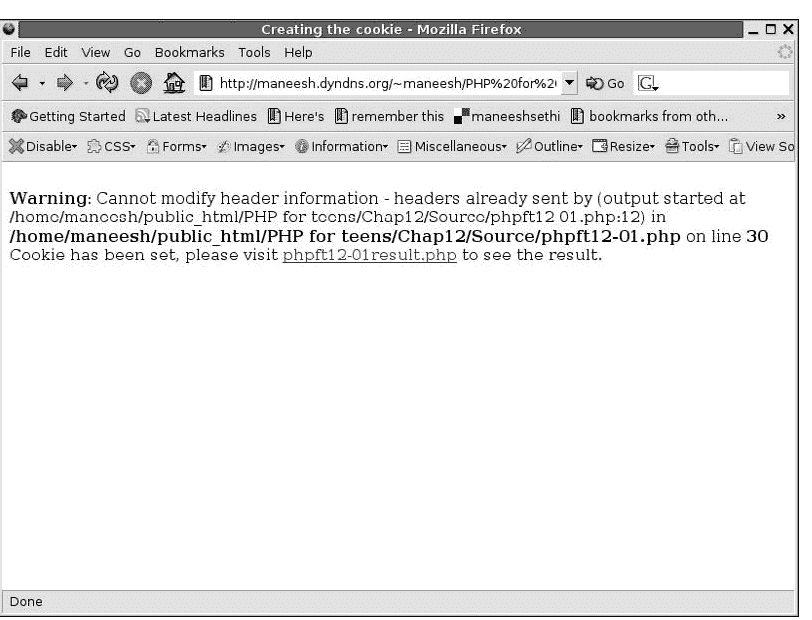 Creating the cookie - Mozilla Firefox
File Edit View Go Bookmarks Tools Help
http://maneesh.dyndns.org/~maneesh/PHP%20for% Go G
Getting Started Latest Headlines Here's remember this maneeshsethi bookmarks from oth... »
Disable CSS Forms Images Information Miscellaneous Outline Resize Tools View So
Warning: Cannot modify header information - headers already sent by (output started at
/home/maneesh/public_html/PHP for teens/Chap12/Source/phpft12 01.php:12) in
/home/maneesh/public_html/PHP for teens/Chap12/Source/phpft12-01.php on line 30
Cookie has been set, please visit phpft12-01result.php to see the result.
Done